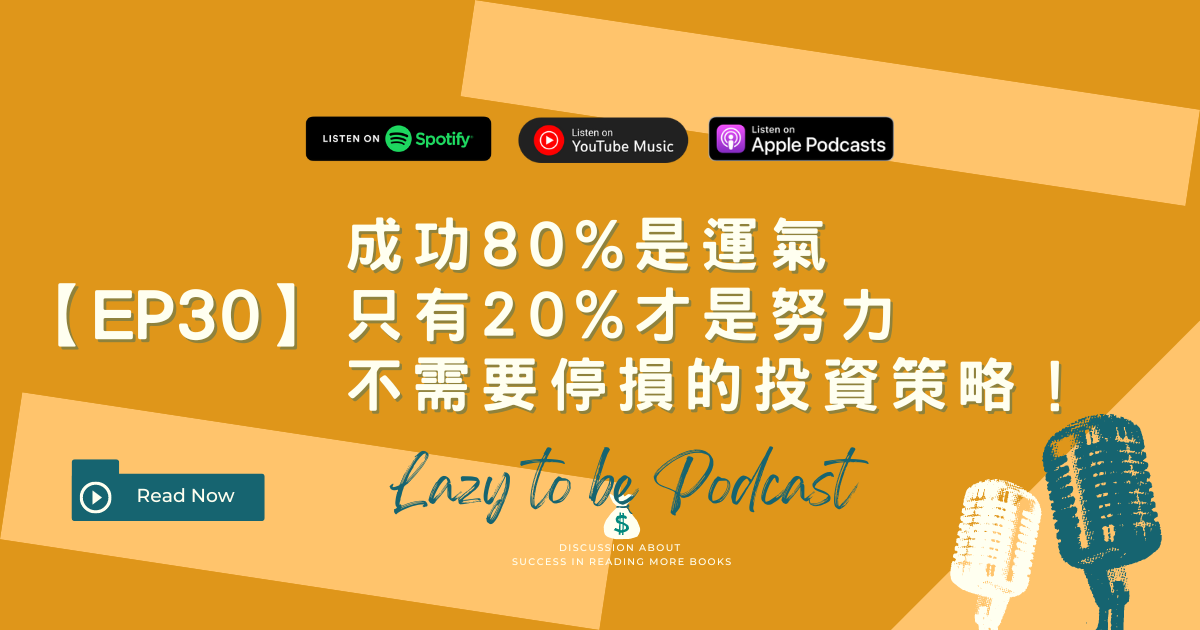 LISTEN ON Spotify
Listen on
YouTube Music
Listen on
Apple Podcasts
【EP30】
成功80%是運氣
只有20%才是努力
不需要停損的投資策略！
Read Now
Lazy to be Podcast
$
DISCUSSION ABOUT
SUCCESS IN READING MORE BOOKS